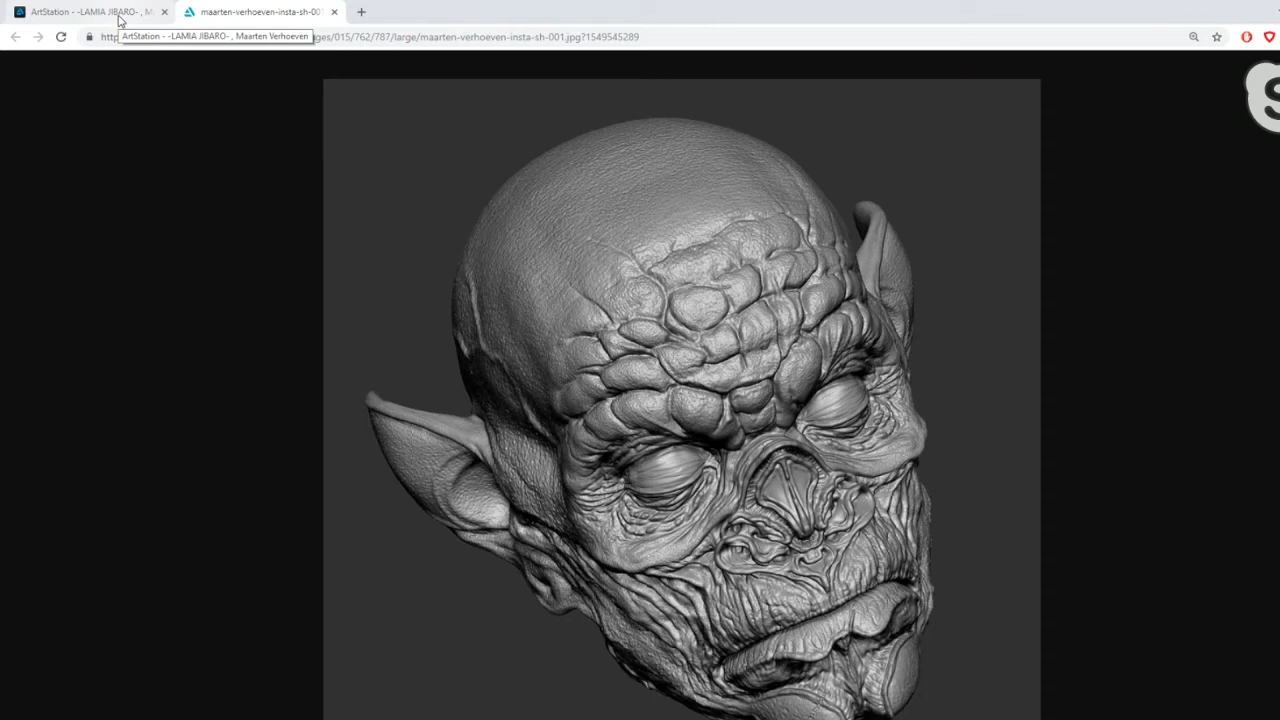 ArtStation - -LAMIA JIBARO- , M
maarten-verhoeven-insta-sh-001
ges/015/762/787/large/maarten-verhoeven-insta-sh-001.jpg?1549545289
ArtStation - -LAMIA JIBARO- , Maarten Verhoeven
S